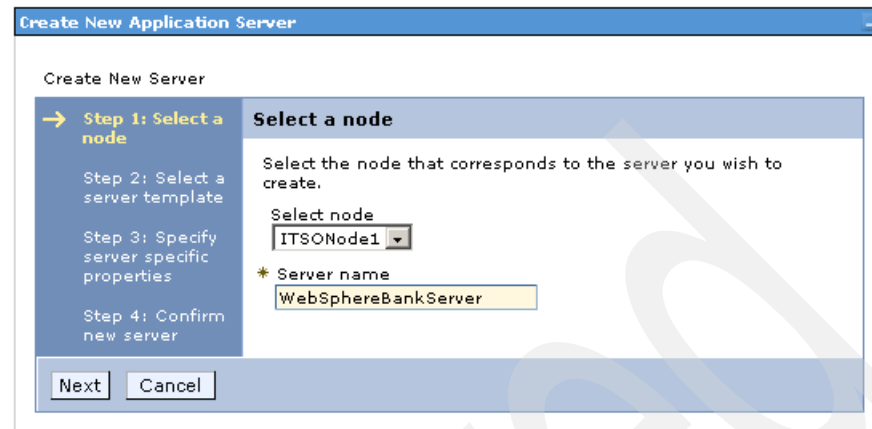 Create New Application Server
Create New Server
Step 1: Select a
node
Step 2: Select a
server template
Step 3: Specify
server specific
properties
Step 4: Confirm
new server
Select a node
Select the node that corresponds to the server you wish to
create.
Select node
ITSONode1
* Server name
WebSphereBankServer
Next
Cancel